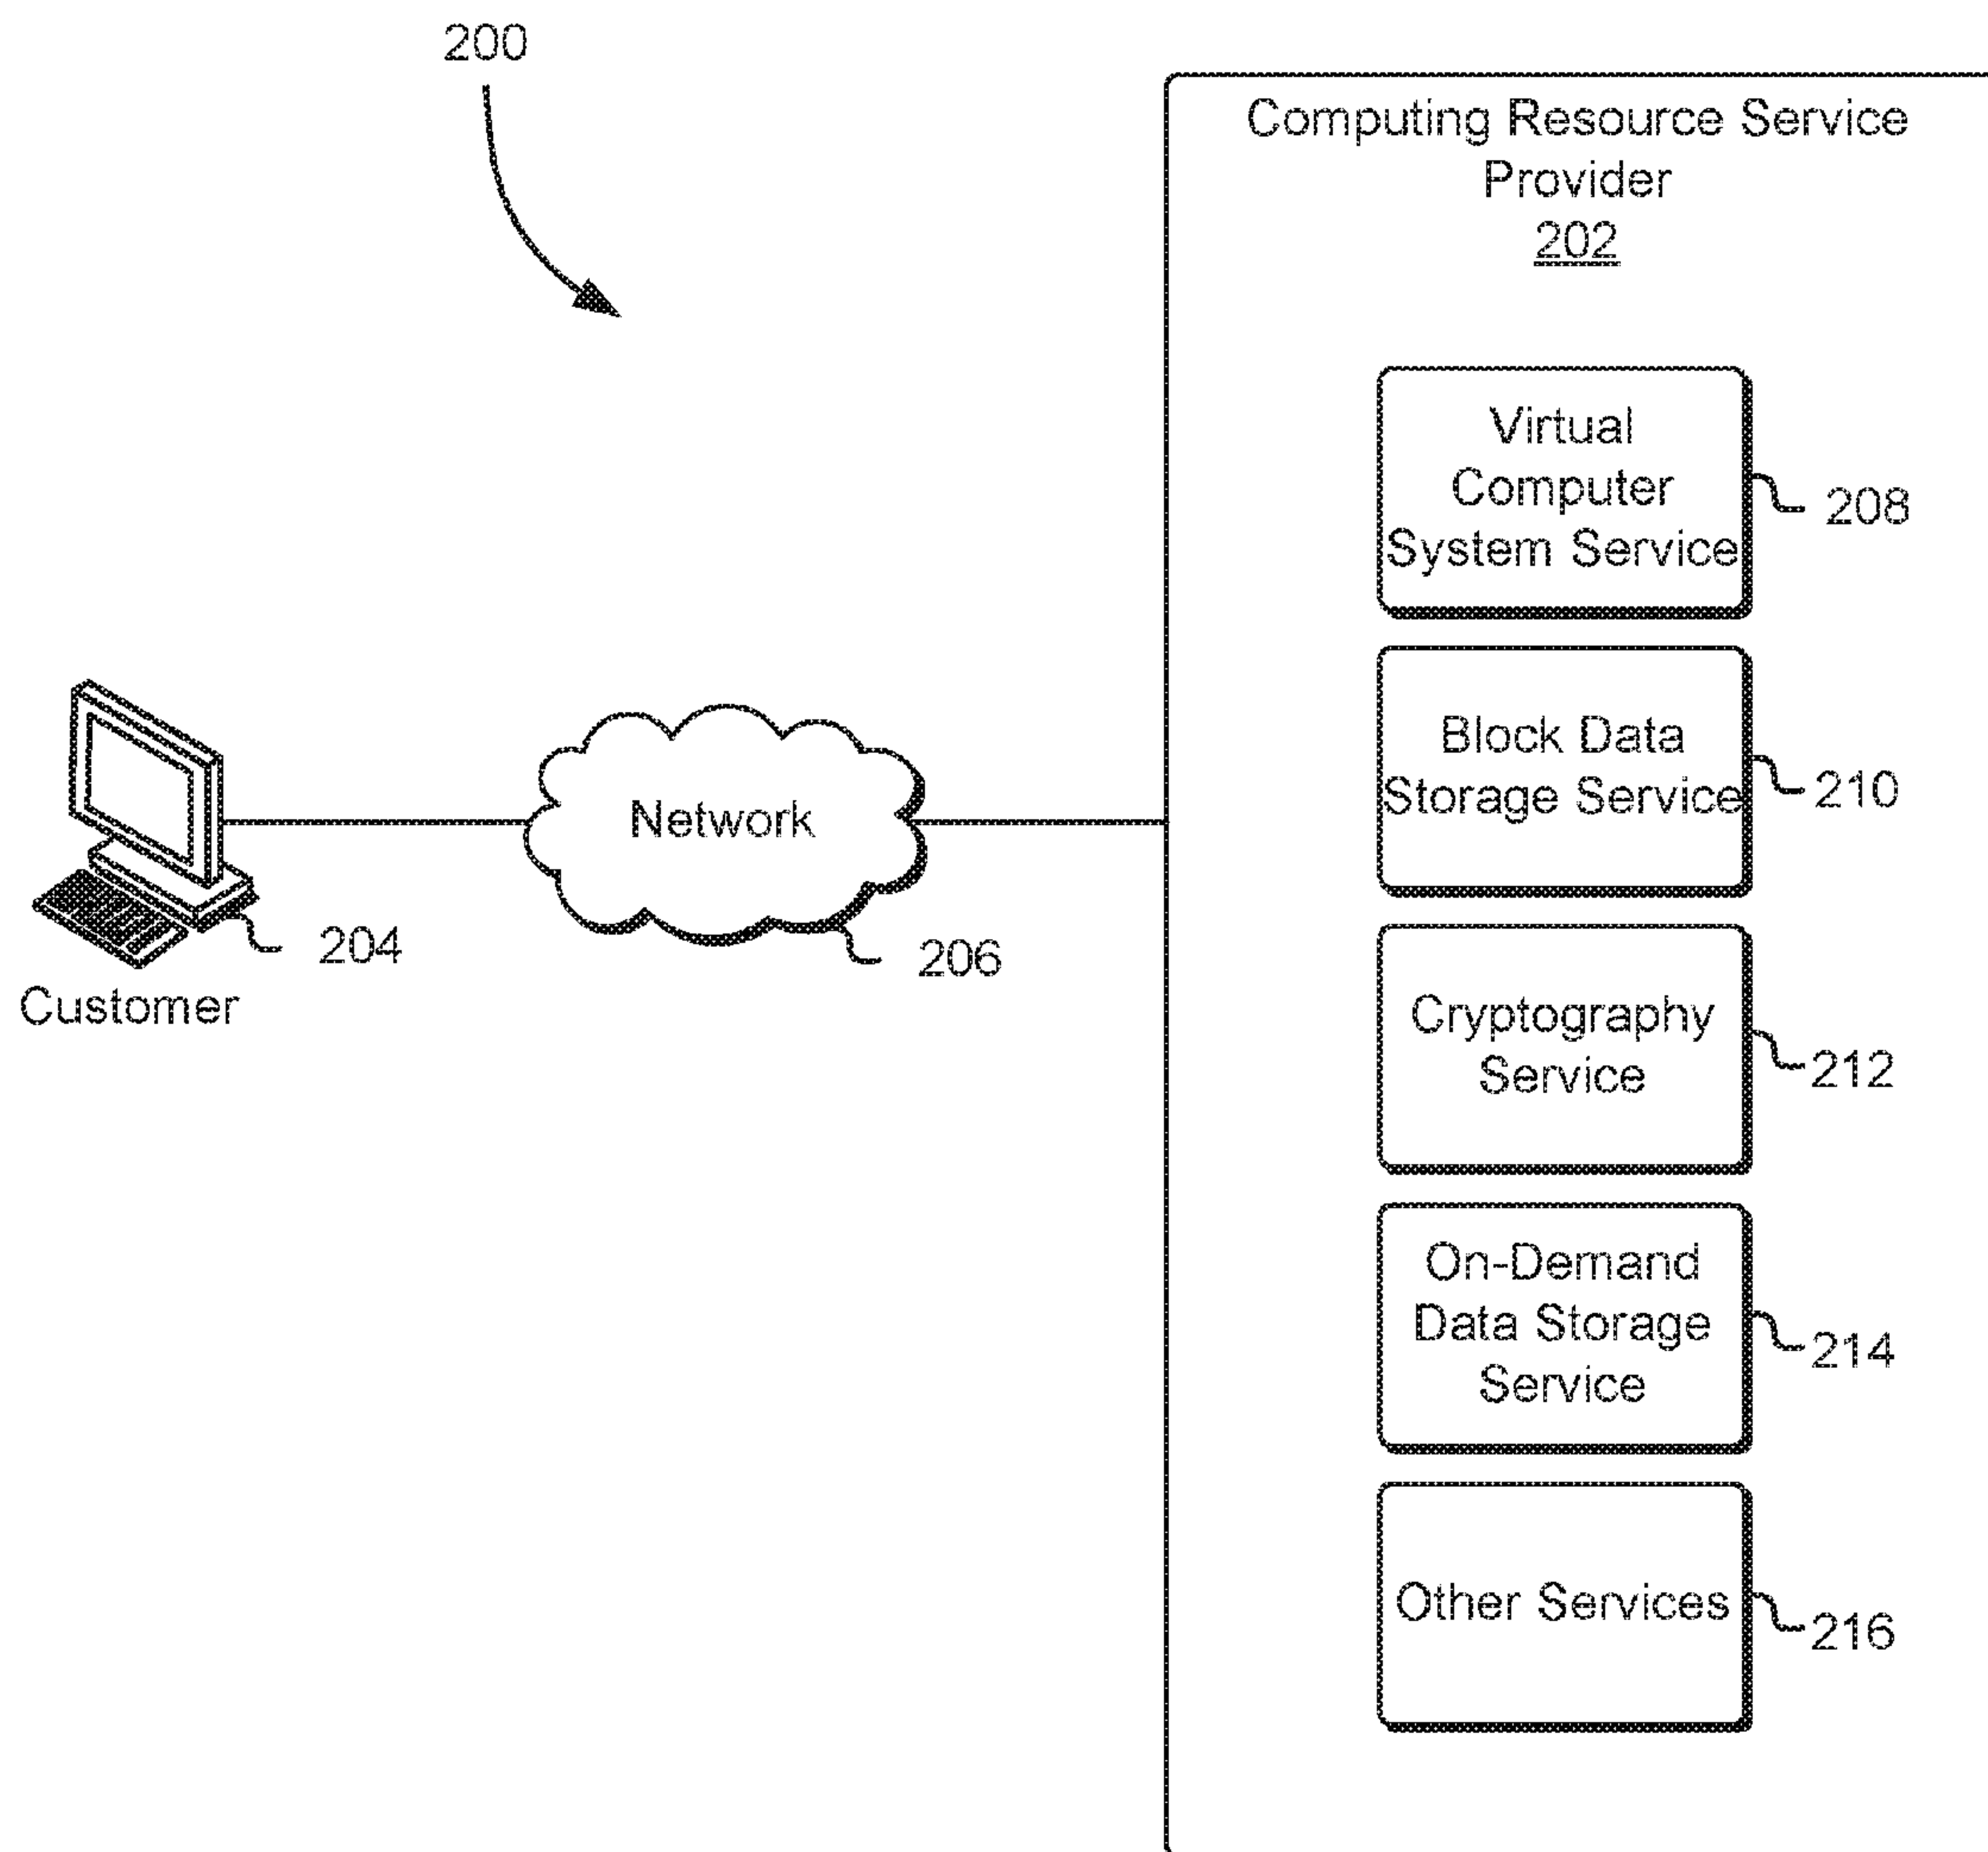 200
Computing Resource Service
Provider
202
Virtual
Computer
System Service
208
Block Data
Storage Service
210
Network
204
206
Customer
Cryptography
Service
212
On-Demand
Data Storage
Service
214
Other Services
216